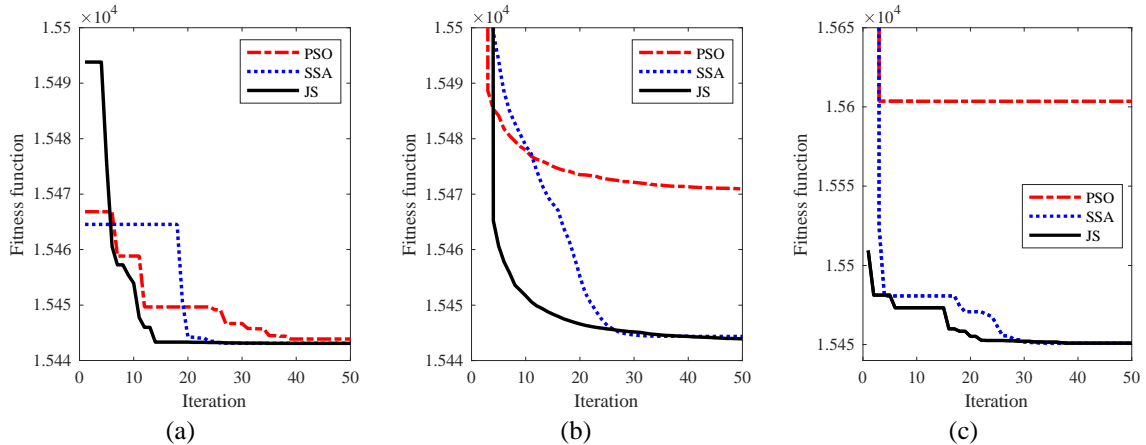 ×10⁴
1.55
1.549
1.548
1.547
1.546
1.545
1.544
Fitness function
0
10
20
30
40
50
Iteration
PSO
SSA
JS
(a)
×10⁴
1.55
1.549
1.548
1.547
1.546
1.545
1.544
Fitness function
0
10
20
30
40
50
Iteration
PSO
SSA
JS
(b)
×10⁴
1.565
1.56
1.555
1.55
1.545
Fitness function
0
10
20
30
40
50
Iteration
PSO
SSA
JS
(c)